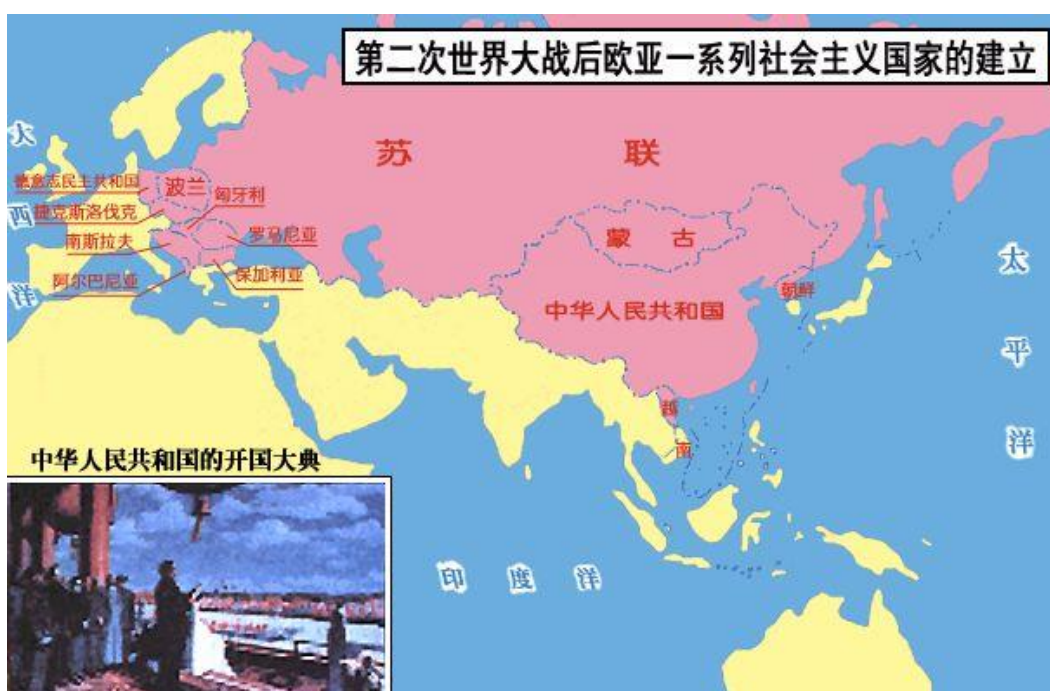 第二次世界大战后欧亚一系列社会主义国家的建立
苏 联
大西洋
德意志民主共和国
波兰
匈牙利
捷克斯洛伐克
南斯拉夫
罗马尼亚
阿尔巴尼亚
保加利亚
蒙 古
中华人民共和国
朝鲜
越南
太平洋
印度洋
中华人民共和国的开国大典